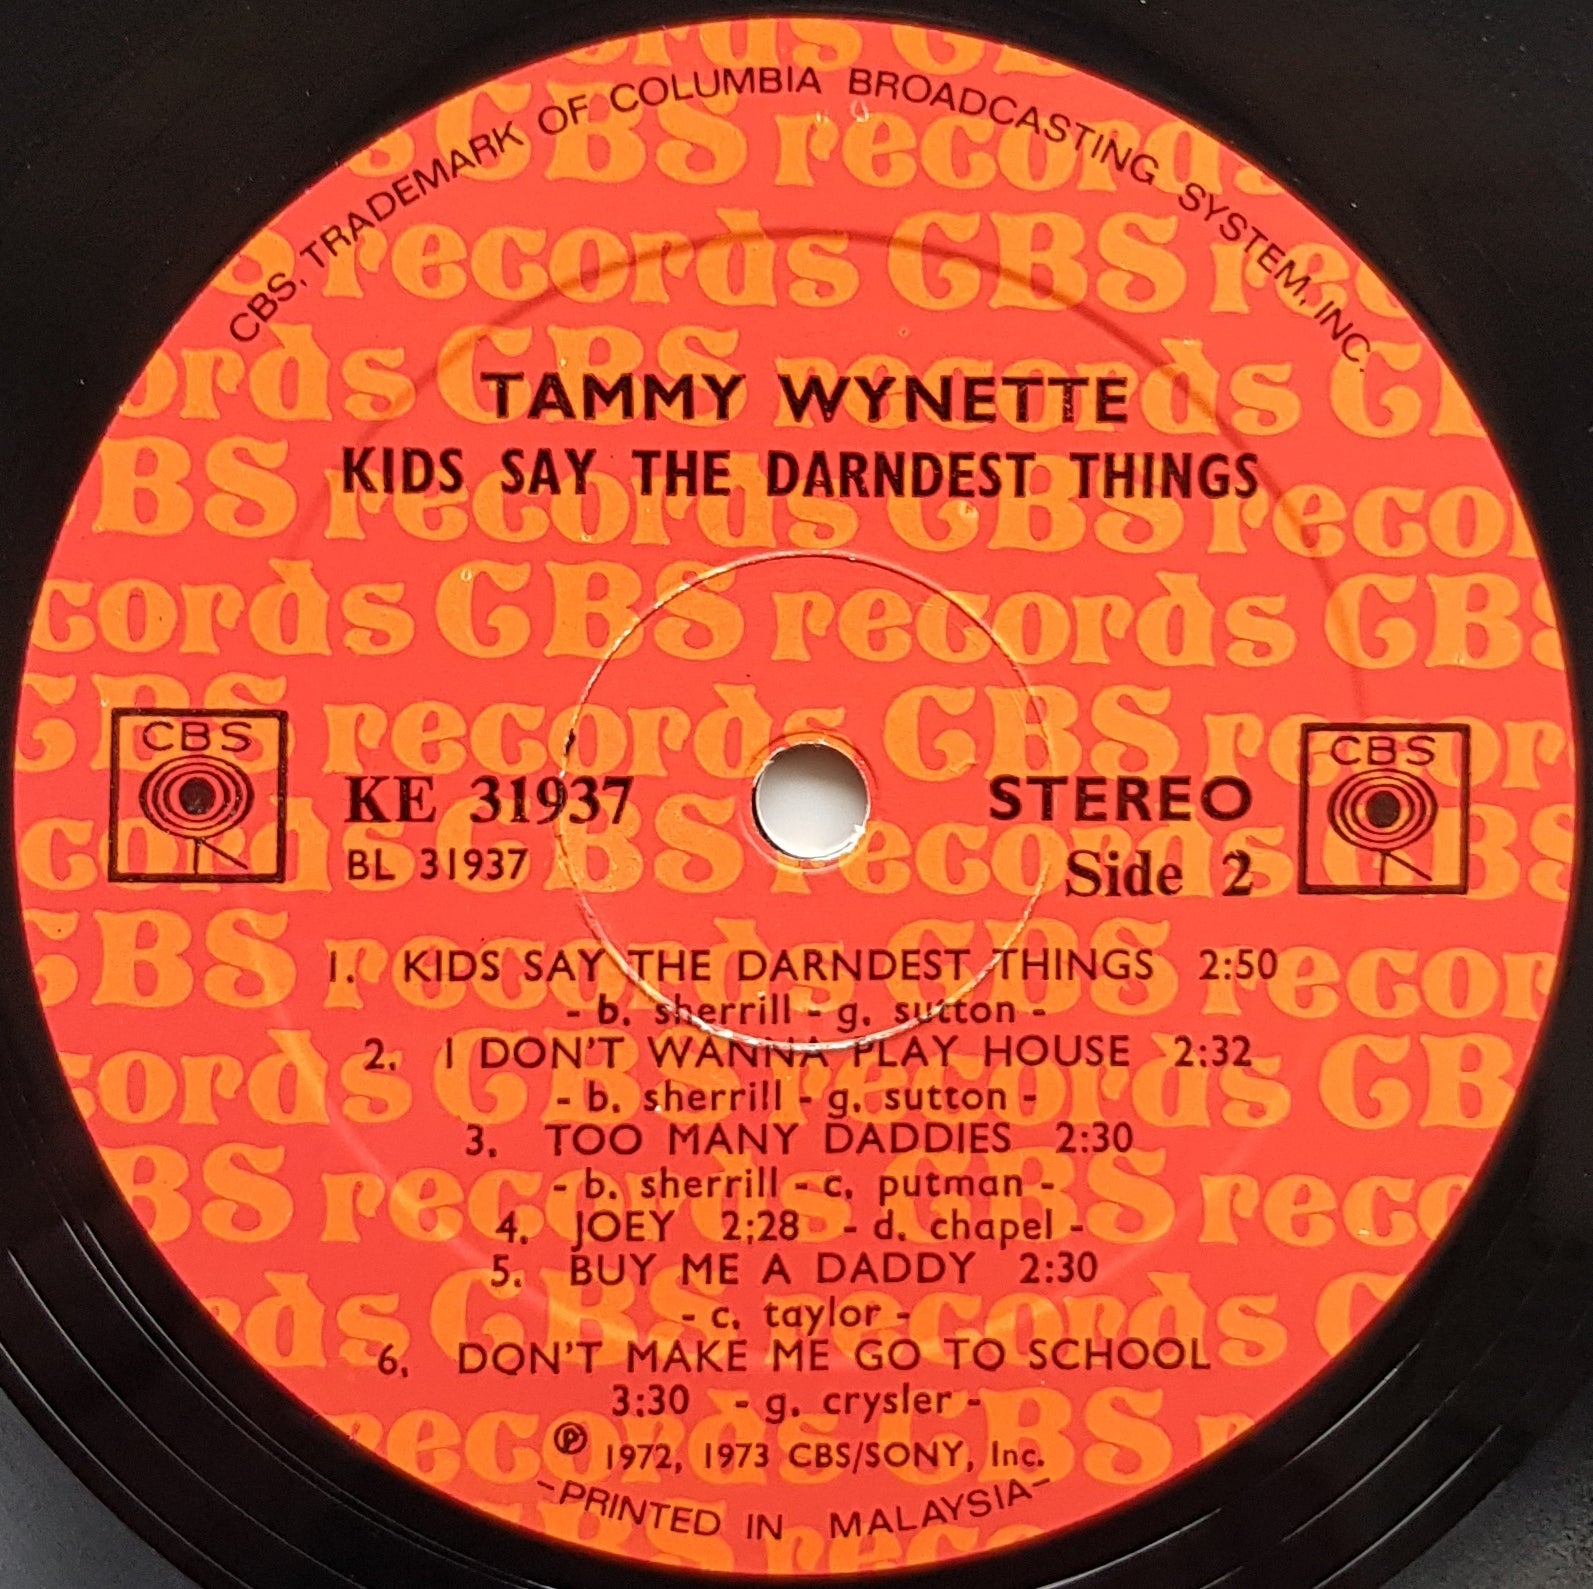 CBS, TRADEMARK OF COLUMBIA BROADCASTING SYSTEM, INC.
TAMMY WYNETTE
KIDS SAY THE DARNDEST THINGS
CBS
CBS
KE 31937
STEREO
BL 31937
Side 2
1. KIDS SAY THE DARNDEST THINGS 2:50
- b. sherrill - g. sutton -
2. I DON'T WANNA PLAY HOUSE 2:32
- b. sherrill - g. sutton -
3. TOO MANY DADDIES 2:30
- b. sherrill - c. putman -
4. JOEY 2:28 - d. chapel -
5. BUY ME A DADDY 2:30
- c. taylor -
6. DON'T MAKE ME GO TO SCHOOL
3:30 - g. crysler -
℗ 1972, 1973 CBS/SONY, Inc.
-PRINTED IN MALAYSIA-
CBS records